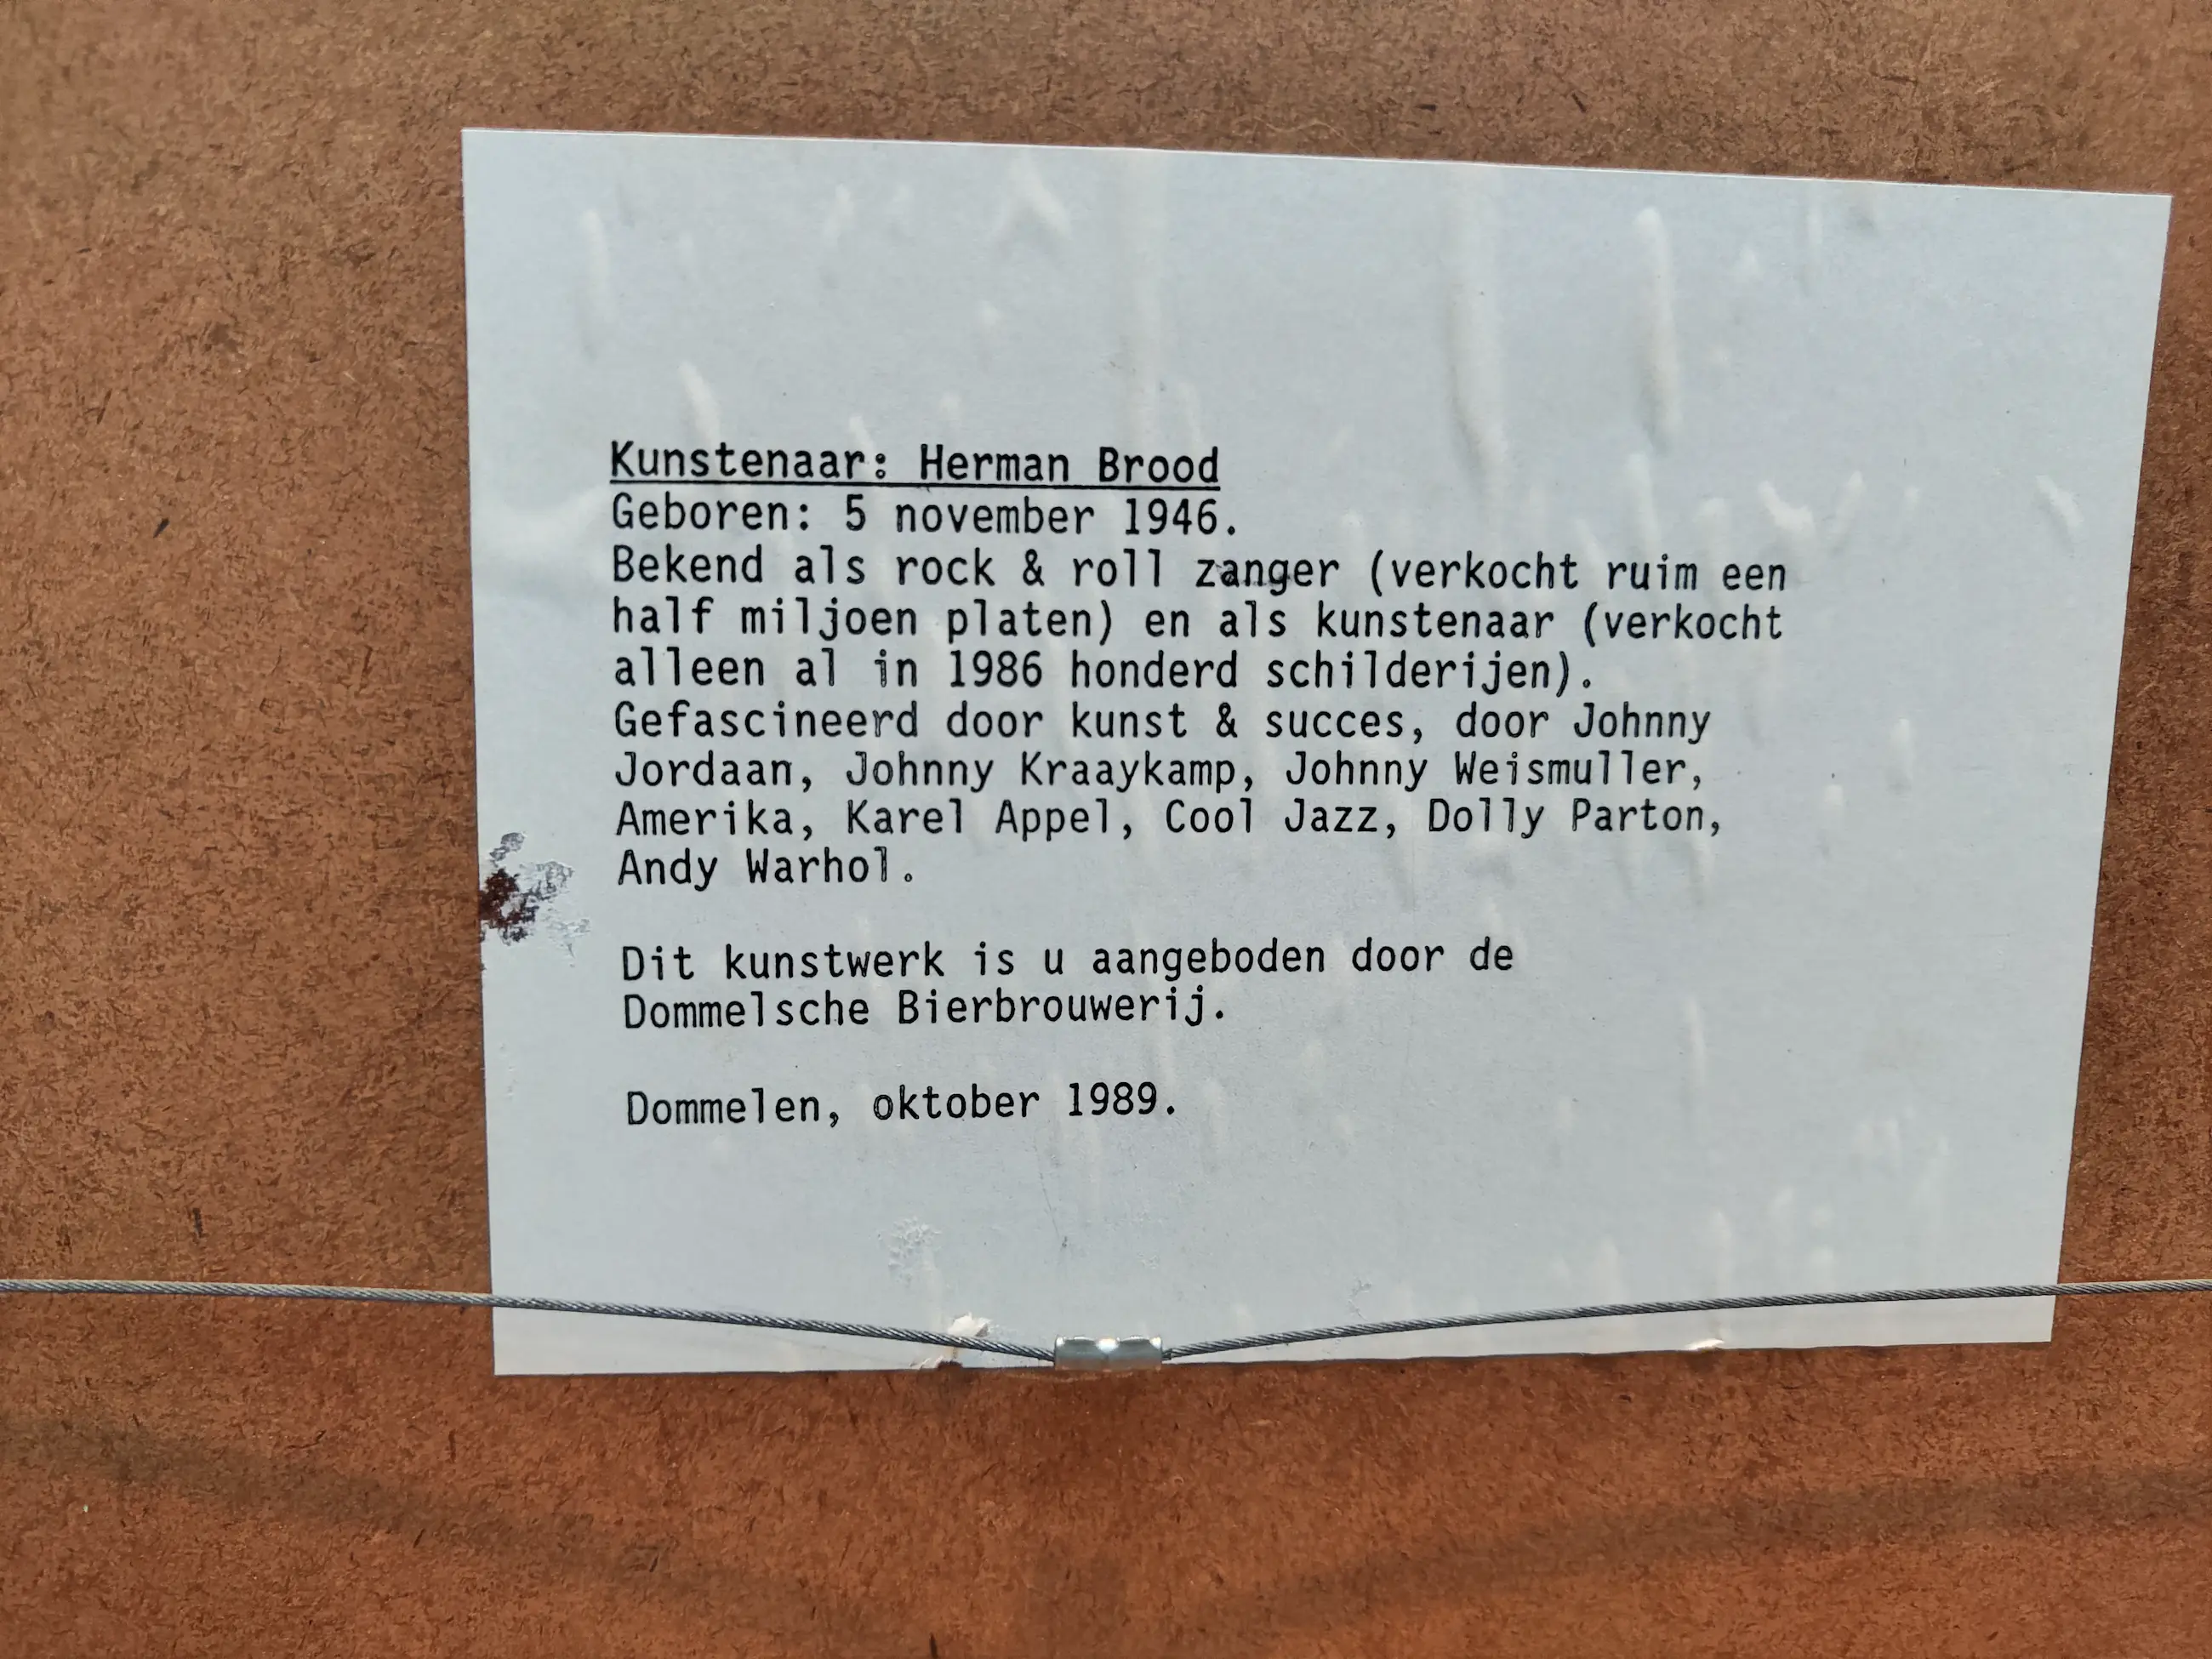 Kunstenaar: Herman Brood
Geboren: 5 november 1946.
Bekend als rock & roll zanger (verkocht ruim een
half miljoen platen) en als kunstenaar (verkocht
alleen al in 1986 honderd schilderijen).
Gefascineerd door kunst & succes, door Johnny
Jordaan, Johnny Kraaykamp, Johnny Weismuller,
Amerika, Karel Appel, Cool Jazz, Dolly Parton,
Andy Warhol.
Dit kunstwerk is u aangeboden door de
Dommelsche Bierbrouwerij.
Dommelen, oktober 1989.